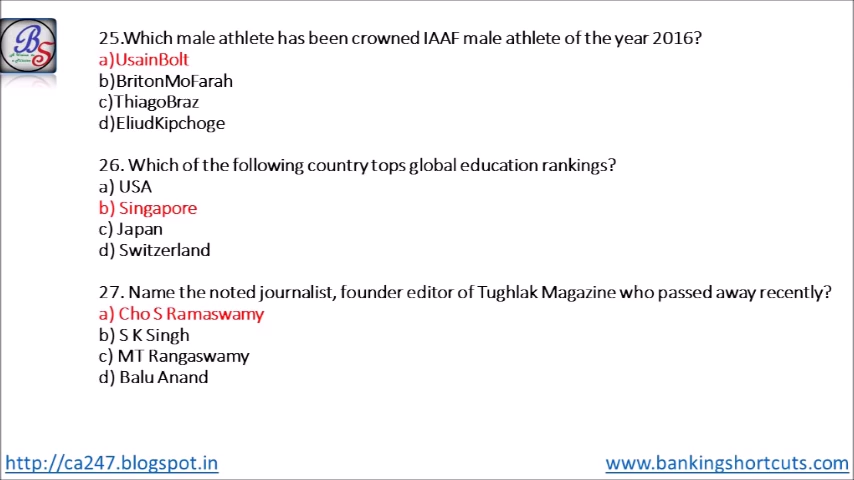 BS
25.Which male athlete has been crowned IAAF male athlete of the year 2016?
a)UsainBolt
b)BritonMoFarah
c)ThiagoBraz
d)EliudKipchoge
26. Which of the following country tops global education rankings?
a) USA
b) Singapore
c) Japan
d) Switzerland
27. Name the noted journalist, founder editor of Tughlak Magazine who passed away recently?
a) Cho S Ramaswamy
b) S K Singh
c) MT Rangaswamy
d) Balu Anand
http://ca247.blogspot.in
www.bankingshortcuts.com